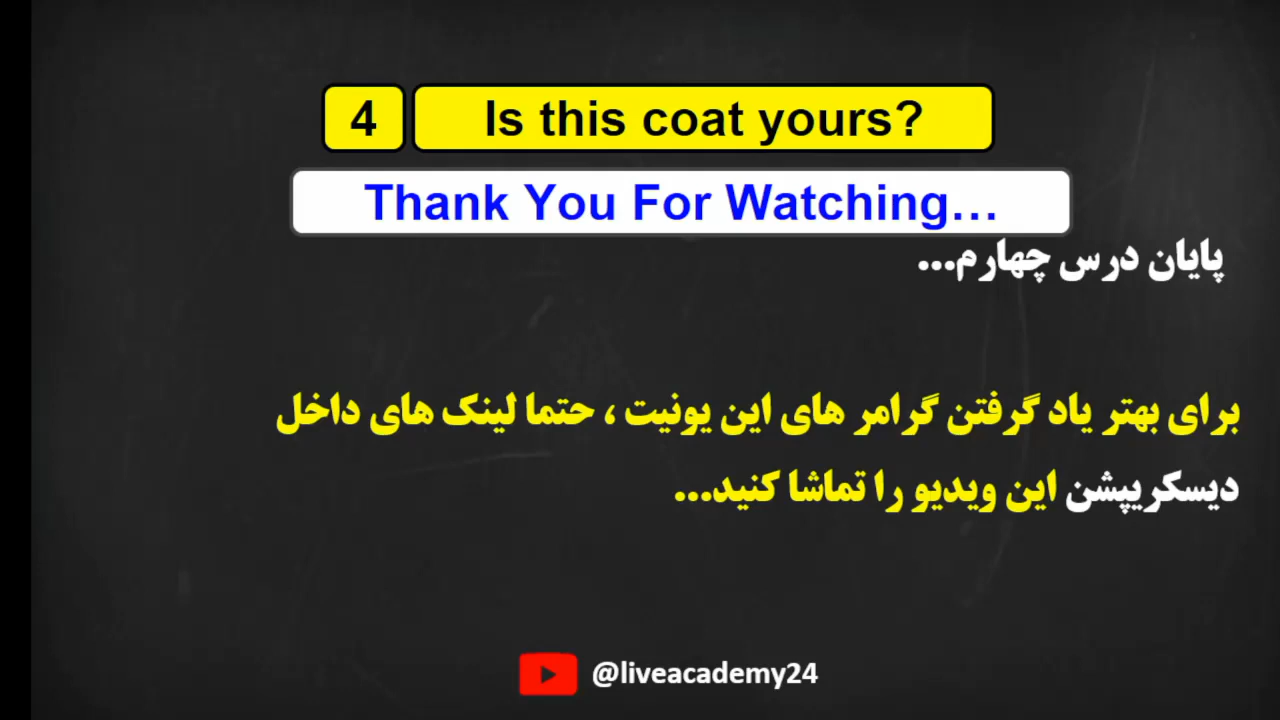 4 Is this coat yours?
Thank You For Watching...
پایان درس چهارم...
برای بهتر یاد گرفتن گرامر های این یونیت ، حتما لینک های داخل
دیسکریپشن این ویدیو را تماشا کنید...
@liveacademy24